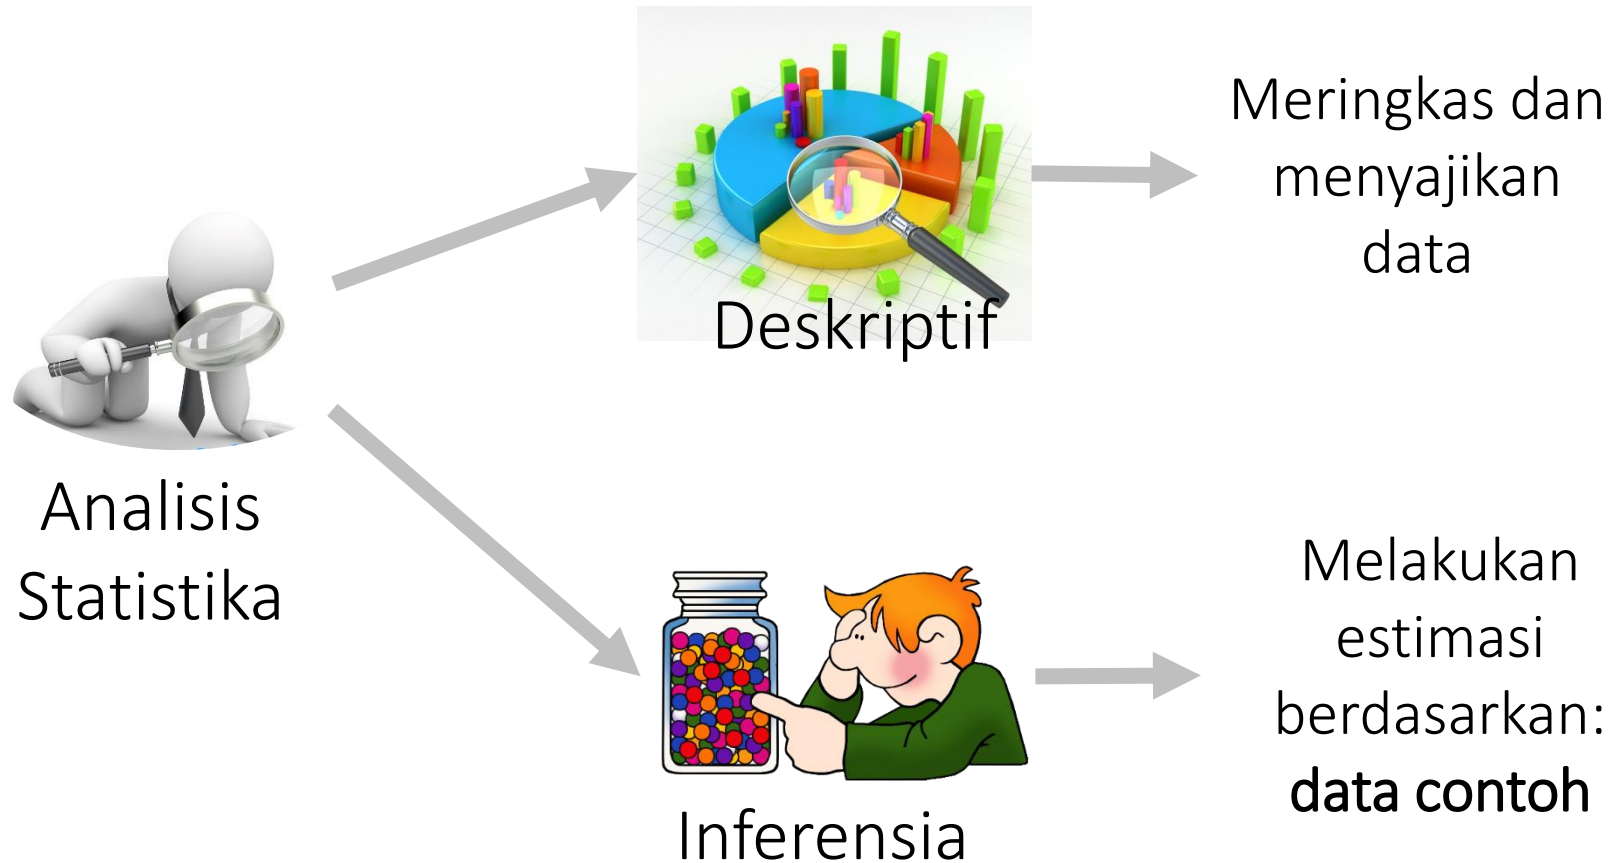 Analisis
Statistika
Deskriptif
Meringkas dan
menyajikan
data
Inferensia
Melakukan
estimasi
berdasarkan:
data contoh